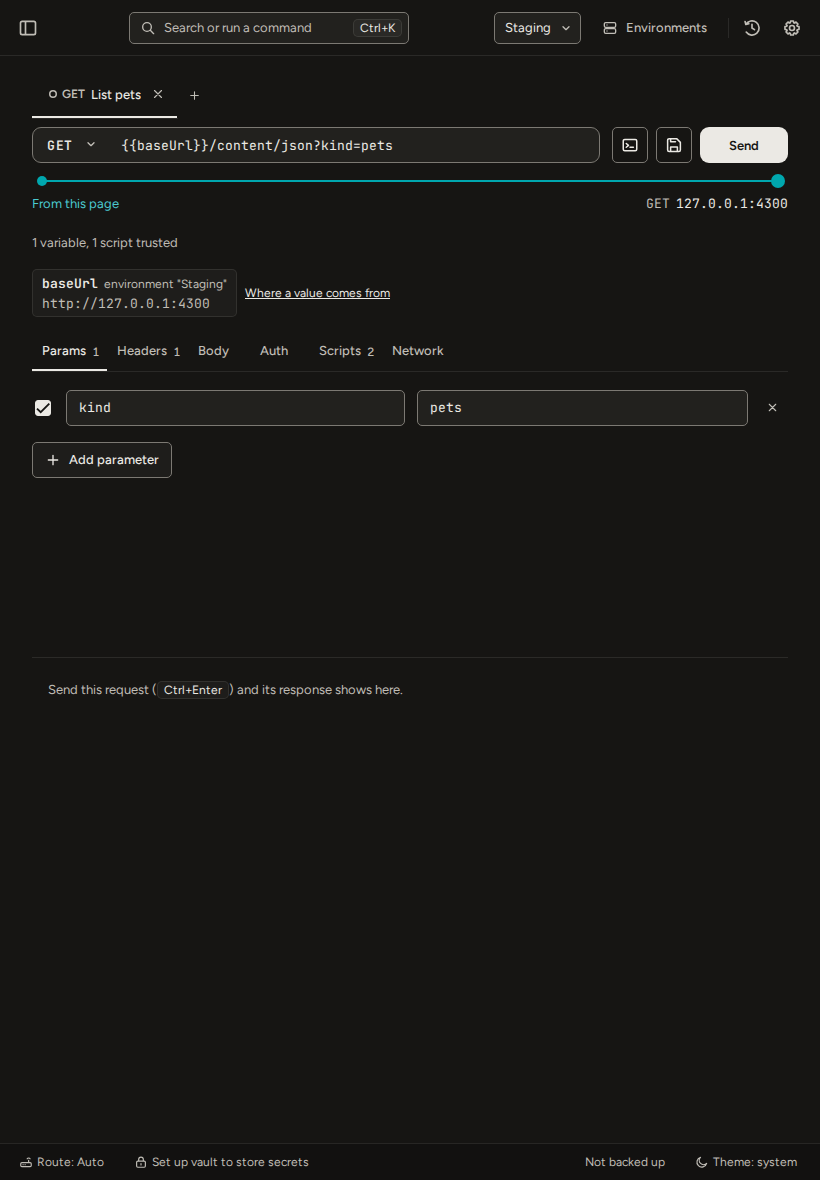 Search or run a command Ctrl+K Staging Environments
GET List pets
GET {{baseUrl}}/content/json?kind=pets Send
From this page GET 127.0.0.1:4300
1 variable, 1 script trusted
baseUrl environment "Staging"
http://127.0.0.1:4300
Where a value comes from
Params 1 Headers 1 Body Auth Scripts 2 Network
kind pets
Add parameter
Send this request (Ctrl+Enter) and its response shows here.
Route: Auto Set up vault to store secrets Not backed up Theme: system